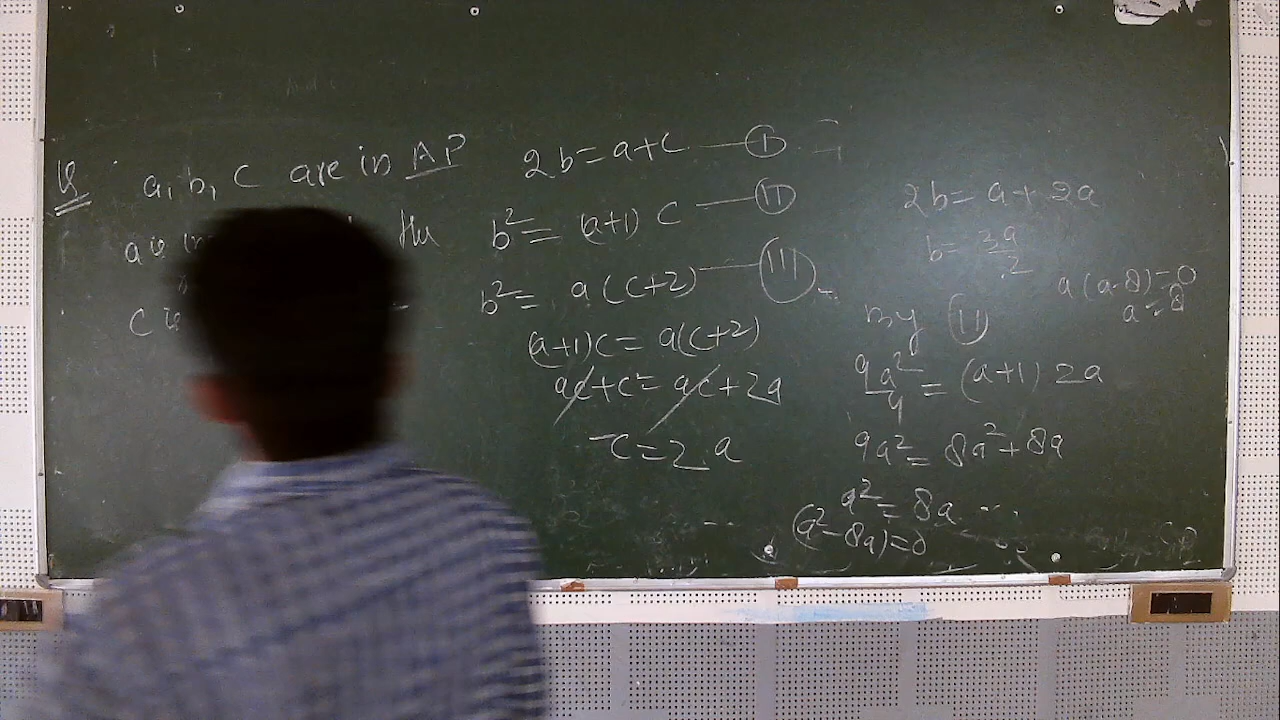 Q a, b, c are in AP 2b = a+c — I
a is in
b² = (a+1) c — II
c is
b² = a (c+2) — III
(a+1)c = a(c+2)
ac+c = ac+2a
c = 2a
2b = a + 2a
b = 3a/2
By II
9a²/4 = (a+1) 2a
9a² = 8a² + 8a
a² = 8a
(a² - 8a) = 0
a(a-8) = 0
a = 8